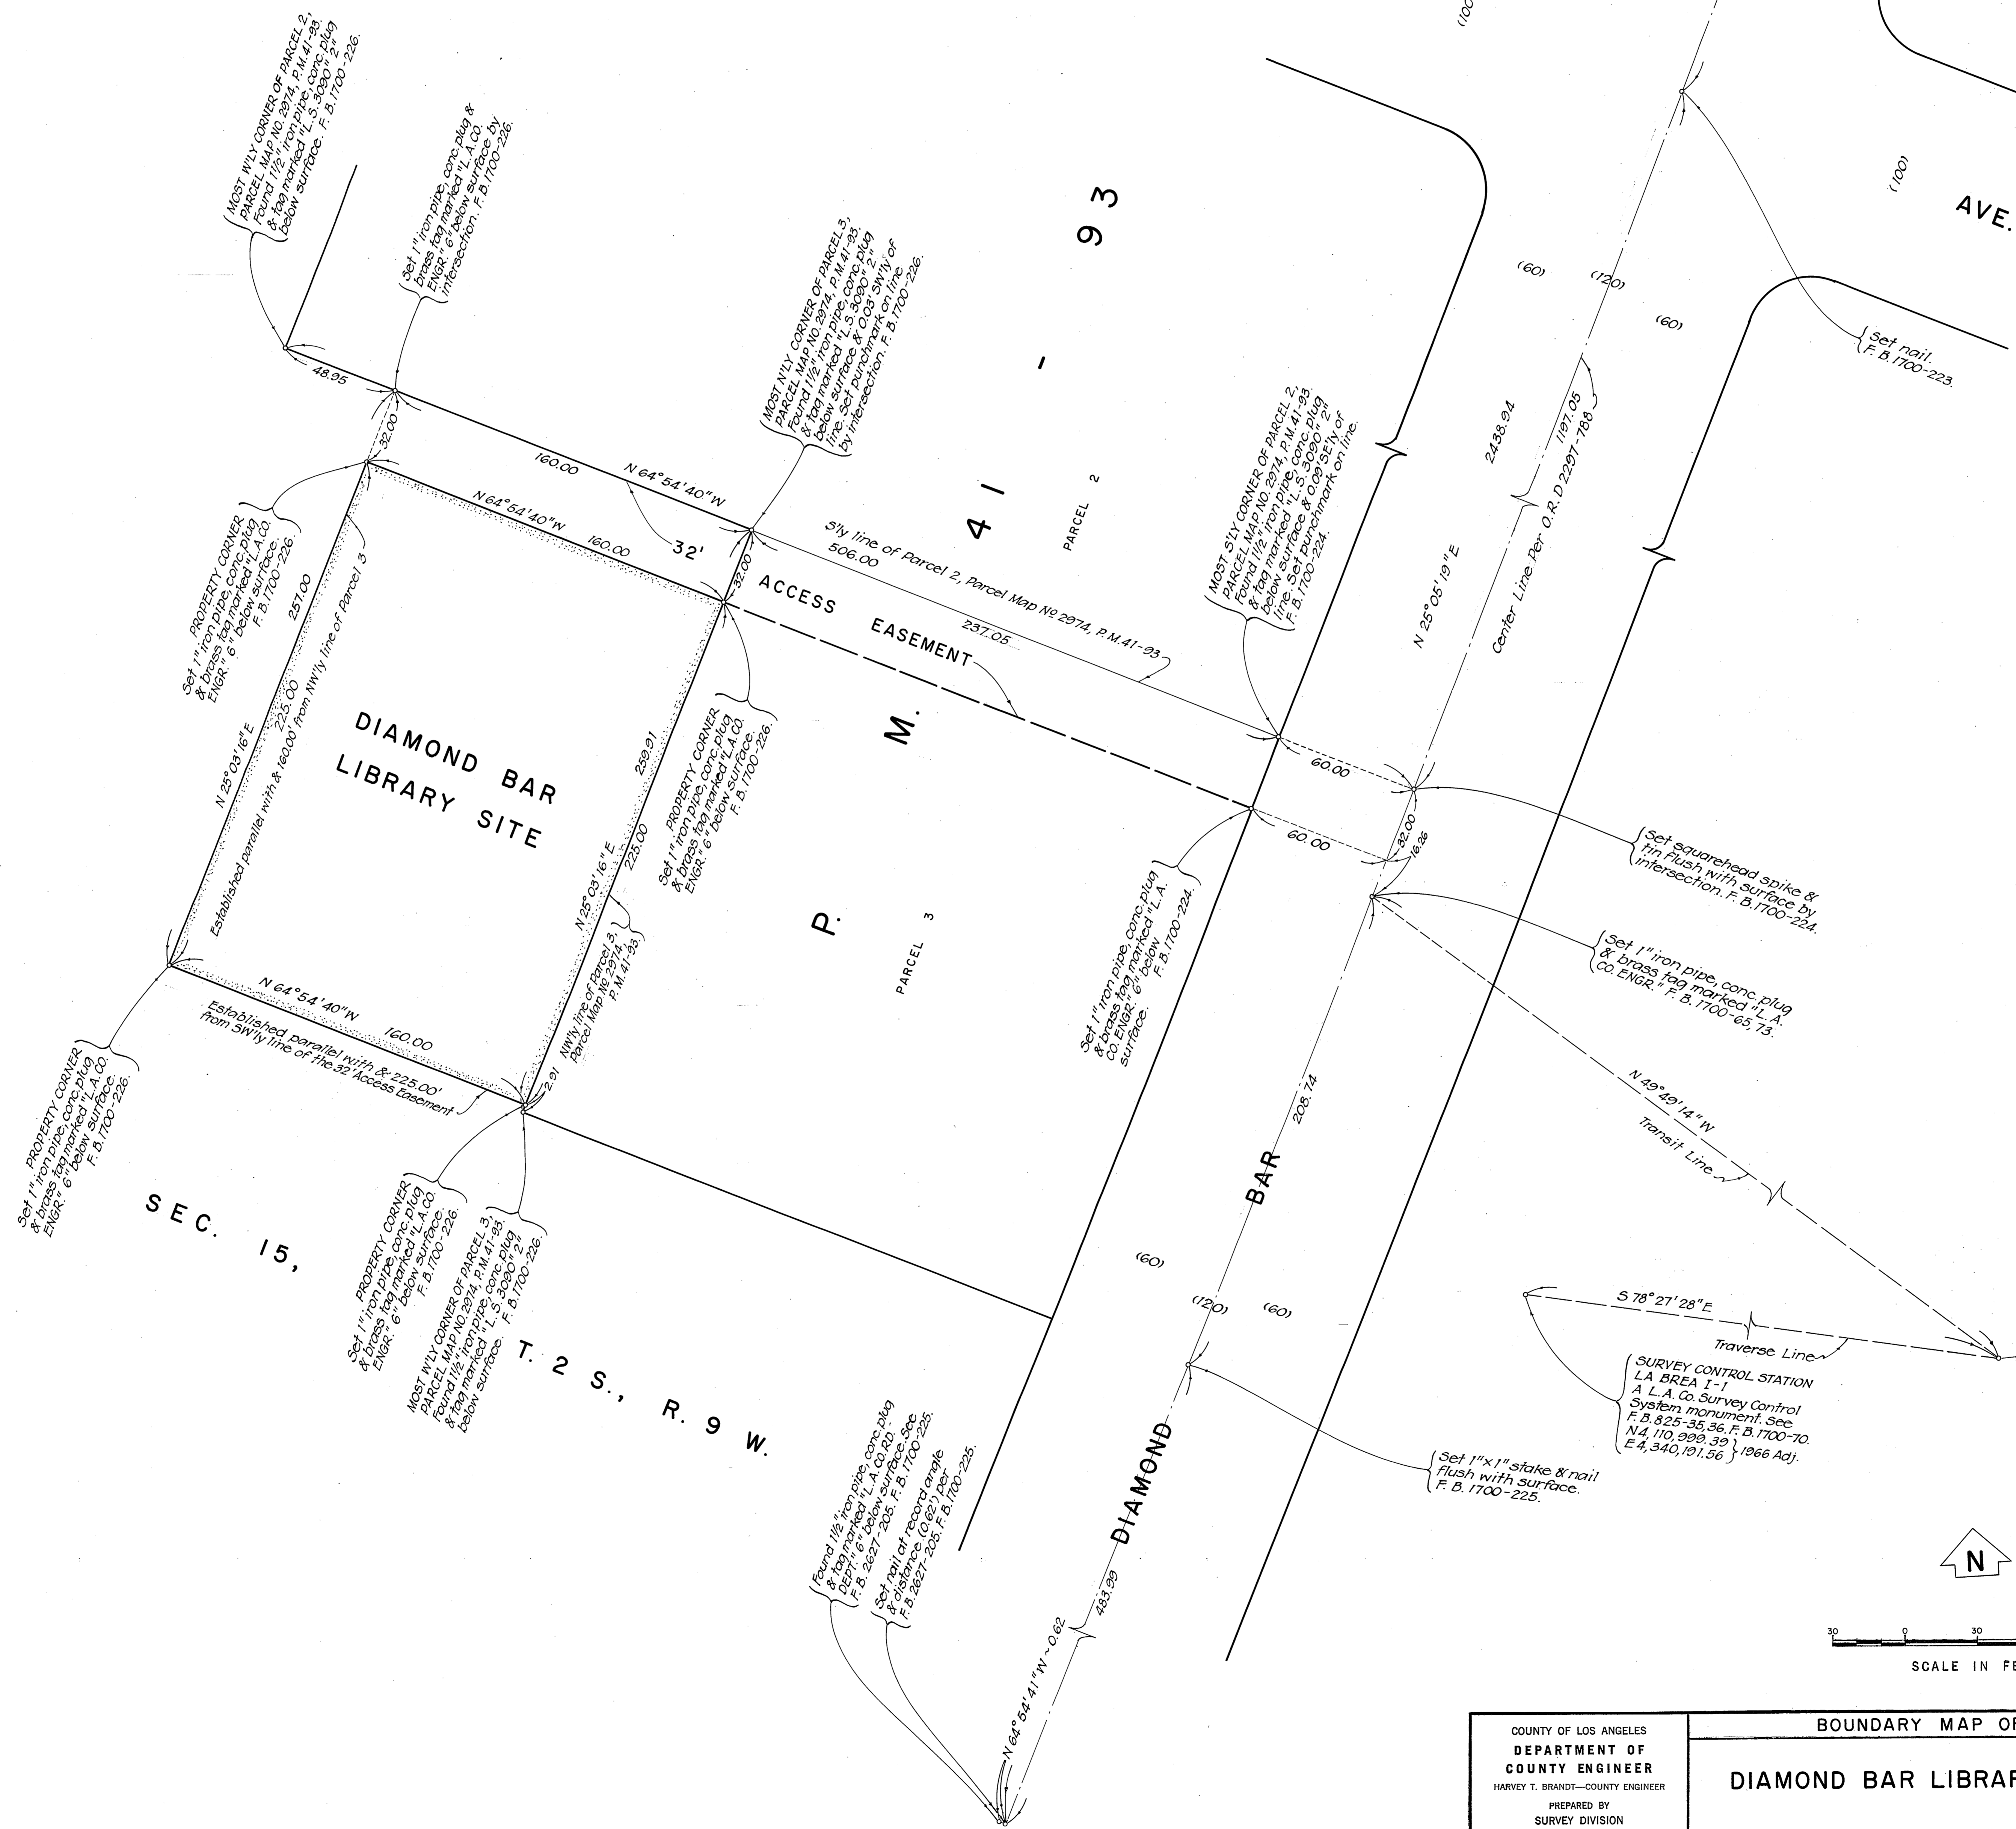 MOST W'LY CORNER OF PARCEL 2,
PARCEL MAP NO. 2974, P.M. 41-93.
Found 1½" iron pipe, conc. plug
& tag marked "L.S. 3090" 2"
below surface. F. B. 1700-226.
Set 1" iron pipe, conc. plug &
brass tag marked "L.A. CO.
ENGR." 6" below surface by
intersection. F. B. 1700-226.
MOST N'LY CORNER OF PARCEL 3,
PARCEL MAP NO. 2974, P.M. 41-93.
Found 1½" iron pipe, conc. plug
& tag marked "L.S. 3090" 2"
below surface & 0.03' SW'ly of
line. Set punchmark on line
by intersection. F. B. 1700-226.
MOST S'LY CORNER OF PARCEL 2,
PARCEL MAP NO. 2974, P.M. 41-93.
Found 1½" iron pipe, conc. plug
& tag marked "L.S. 3090" 2"
below surface & 0.09' SE'ly of
line. Set punchmark on line.
F. B. 1700-224.
(100
(100)
AVE.
(60)
(120)
(60)
Set nail.
F. B. 1700-223.
2438.94
1197.05
Center Line Per O.R. D 2297-788
N 25° 05' 19" E
48.95
32.00
160.00
N 64° 54' 40" W
N 64° 54' 40" W
160.00
32'
32.00
ACCESS EASEMENT
S'ly line of Parcel 2, Parcel Map Nº 2974, P.M. 41-93
506.00
237.05
P. M. 41 - 93
PARCEL 2
PARCEL 3
PROPERTY CORNER
Set 1" iron pipe, conc. plug
& brass tag marked "L.A. CO.
ENGR." 6" below surface.
F. B. 1700-226.
257.00
225.00
N 25° 03' 16" E
Established parallel with & 160.00' from NW'ly line of Parcel 3
DIAMOND BAR
LIBRARY SITE
259.91
225.00
N 25° 03' 16" E
NW'ly line of Parcel 3,
Parcel Map Nº 2974,
P. M. 41-93.
PROPERTY CORNER
Set 1" iron pipe, conc. plug
& brass tag marked "L.A. CO.
ENGR." 6" below surface.
F. B. 1700-226.
60.00
60.00
32.00
16.26
Set squarehead spike &
tin flush with surface by
intersection. F. B. 1700-224.
Set 1" iron pipe, conc. plug
& brass tag marked "L. A.
CO. ENGR." F. B. 1700-65, 73.
Set 1" iron pipe, conc. plug
& brass tag marked "L.A.
CO. ENGR." 6" below
surface. F. B. 1700-224.
N 64° 54' 40" W
160.00
Established parallel with & 225.00'
from SW'ly line of the 32' Access Easement
2.91
PROPERTY CORNER
Set 1" iron pipe, conc. plug
& brass tag marked "L.A. CO.
ENGR." 6" below surface.
F. B. 1700-226.
PROPERTY CORNER
Set 1" iron pipe, conc. plug
& brass tag marked "L.A. CO.
ENGR." 6" below surface.
F. B. 1700-226.
MOST W'LY CORNER OF PARCEL 3,
PARCEL MAP NO. 2974, P.M. 41-93.
Found 1½" iron pipe, conc. plug
& tag marked "L. S. 3090" 2"
below surface. F. B. 1700-226.
SEC. 15, T. 2 S., R. 9 W.
208.74
DIAMOND BAR
(60)
(120)
(60)
N 49° 49' 14" W
Transit Line
S 78° 27' 28" E
Traverse Line
SURVEY CONTROL STATION
LA BREA I-I
A L.A. Co. Survey Control
System monument. See
F. B. 825-35, 36. F. B. 1700-70.
N 4, 110, 999. 39
E 4, 340, 191. 56 } 1966 Adj.
Set 1" x 1" stake & nail
flush with surface.
F. B. 1700-225.
Found 1½" iron pipe, conc. plug
& tag marked "L.A. CO. RD.
DEPT." 6" below surface. See
F. B. 2627-205. F. B. 1700-225.
Set nail at record angle
& distance (0.62') per
F. B. 2627-205. F. B. 1700-225.
483.99
N 64° 54' 41" W ~ 0.62
N
30 0 30
SCALE IN FE
COUNTY OF LOS ANGELES
DEPARTMENT OF
COUNTY ENGINEER
HARVEY T. BRANDT—COUNTY ENGINEER
PREPARED BY
SURVEY DIVISION
BOUNDARY MAP OF
DIAMOND BAR LIBRAR